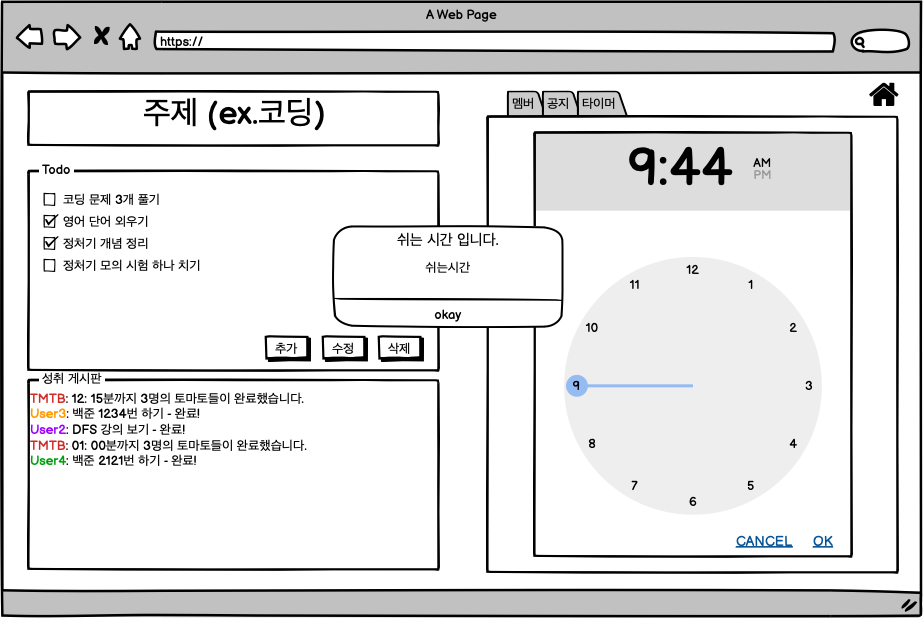 A Web Page
https://
주제 (ex.코딩)
Todo
코딩 문제 3개 풀기
영어 단어 외우기
정처기 개념 정리
정처기 모의 시험 하나 치기
추가 수정 삭제
성취 게시판
TMTB: 12: 15분까지 3명의 토마토들이 완료했습니다.
User3: 백준 1234번 하기 - 완료!
User2: DFS 강의 보기 - 완료!
TMTB: 01: 00분까지 3명의 토마토들이 완료했습니다.
User4: 백준 2121번 하기 - 완료!
쉬는 시간 입니다.
쉬는시간
okay
멤버 공지 타이머
9:44 AM
PM
12
11 1
10 2
9 3
8 4
7 5
6
CANCEL OK